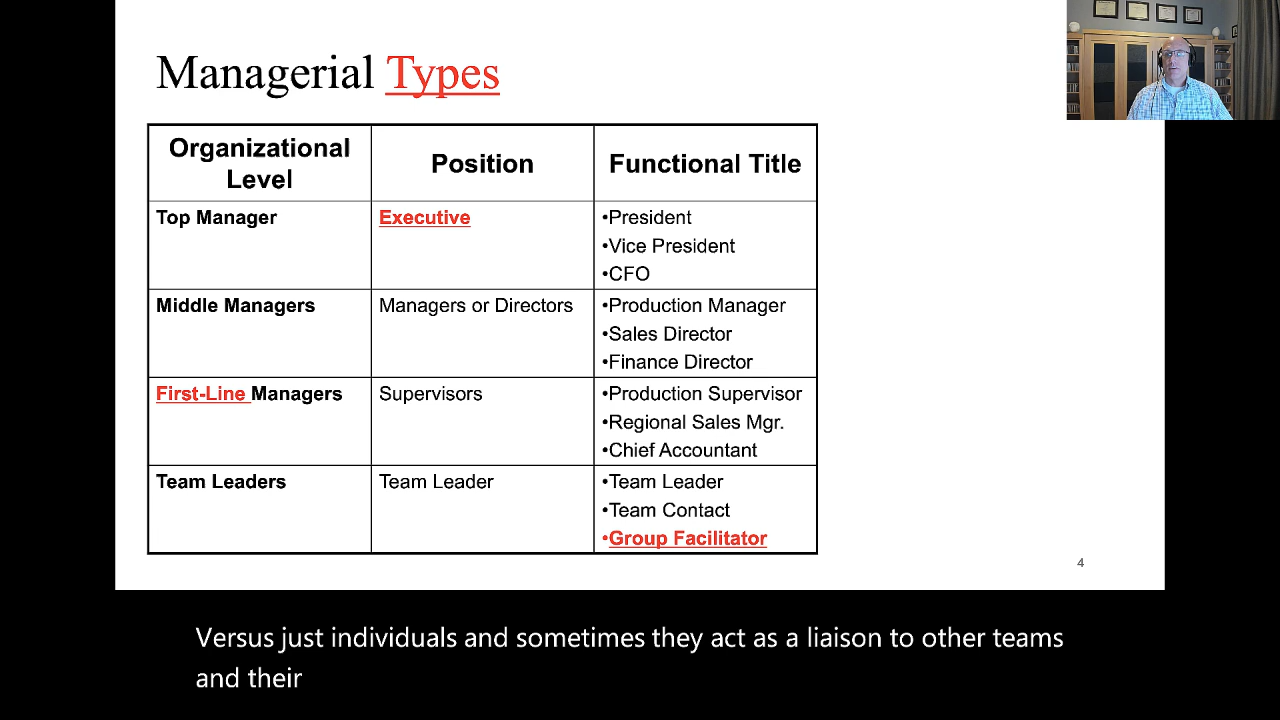 Managerial Types
Organizational
Level
Position
Functional Title
Top Manager
Executive
•President
•Vice President
•CFO
Middle Managers
Managers or Directors
•Production Manager
•Sales Director
•Finance Director
First-Line Managers
Supervisors
•Production Supervisor
•Regional Sales Mgr.
•Chief Accountant
Team Leaders
Team Leader
•Team Leader
•Team Contact
•Group Facilitator
4
Versus just individuals and sometimes they act as a liaison to other teams
and their